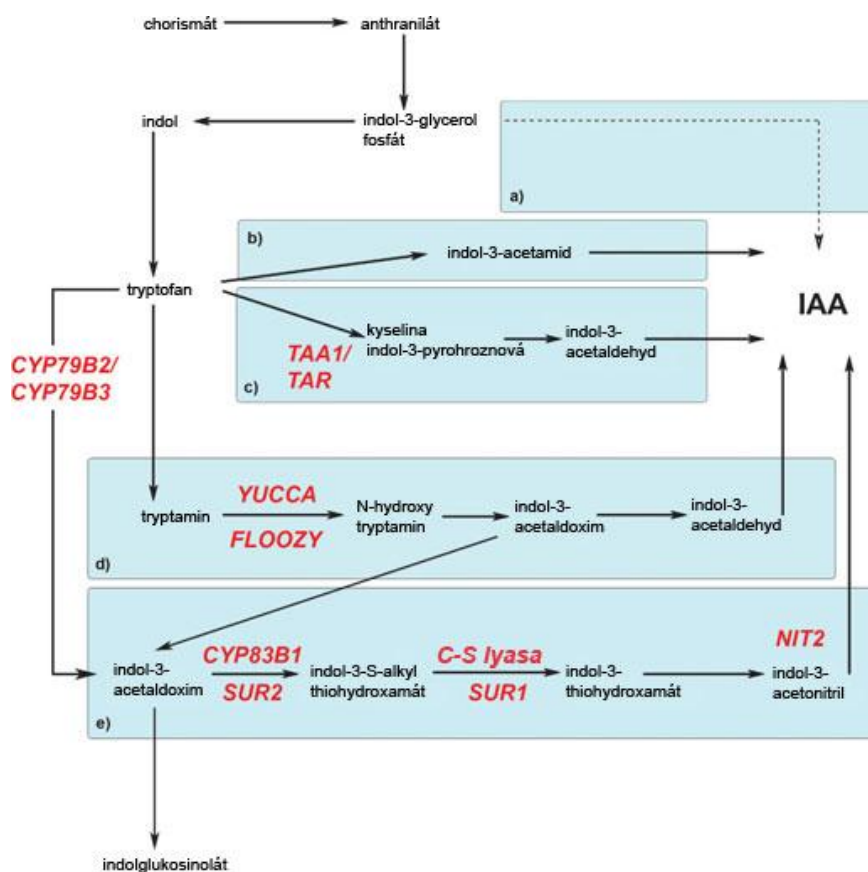 chorismát
anthranilát
indol
indol-3-glycerol
fosfát
a)
b)
indol-3-acetamid
tryptofan
IAA
kyselina
indol-3-pyrohroznová
indol-3-
acetaldehyd
TAA1/
TAR
c)
CYP79B2/
CYP79B3
YUCCA
tryptamin
N-hydroxy
tryptamin
indol-3-
acetaldoxim
indol-3-
acetaldehyd
FLOOZY
d)
NIT2
indol-3-
acetaldoxim
CYP83B1
SUR2
indol-3-S-alkyl
thiohydroxamát
C-S lyasa
SUR1
indol-3-
thiohydroxamát
indol-3-
acetonitril
e)
indolglukosinolát